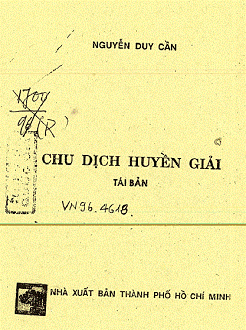 NGUYỄN DUY CẦN
CHU DỊCH HUYỀN GIẢI
TÁI BẢN
VN96.4618
NHÀ XUẤT BẢN THÀNH PHỐ HỒ CHÍ MINH